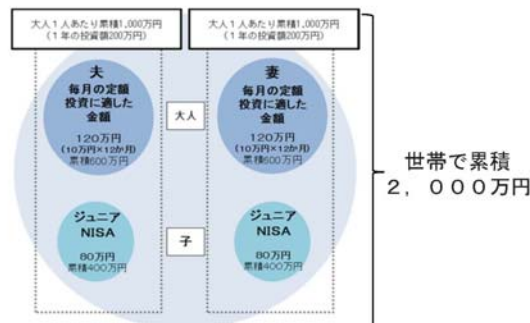 大人1人あたり累積1,000万円
(1年の投資額200万円)
大人1人あたり累積1,000万円
(1年の投資額200万円)
夫
毎月の定額
投資に適した
金額
120万円
(10万円×12か月)
累積600万円
大人
妻
毎月の定額
投資に適した
金額
120万円
(10万円×12か月)
累積600万円
ジュニア
NISA
80万円
累積400万円
子
ジュニア
NISA
80万円
累積400万円
世帯で累積
2,000万円